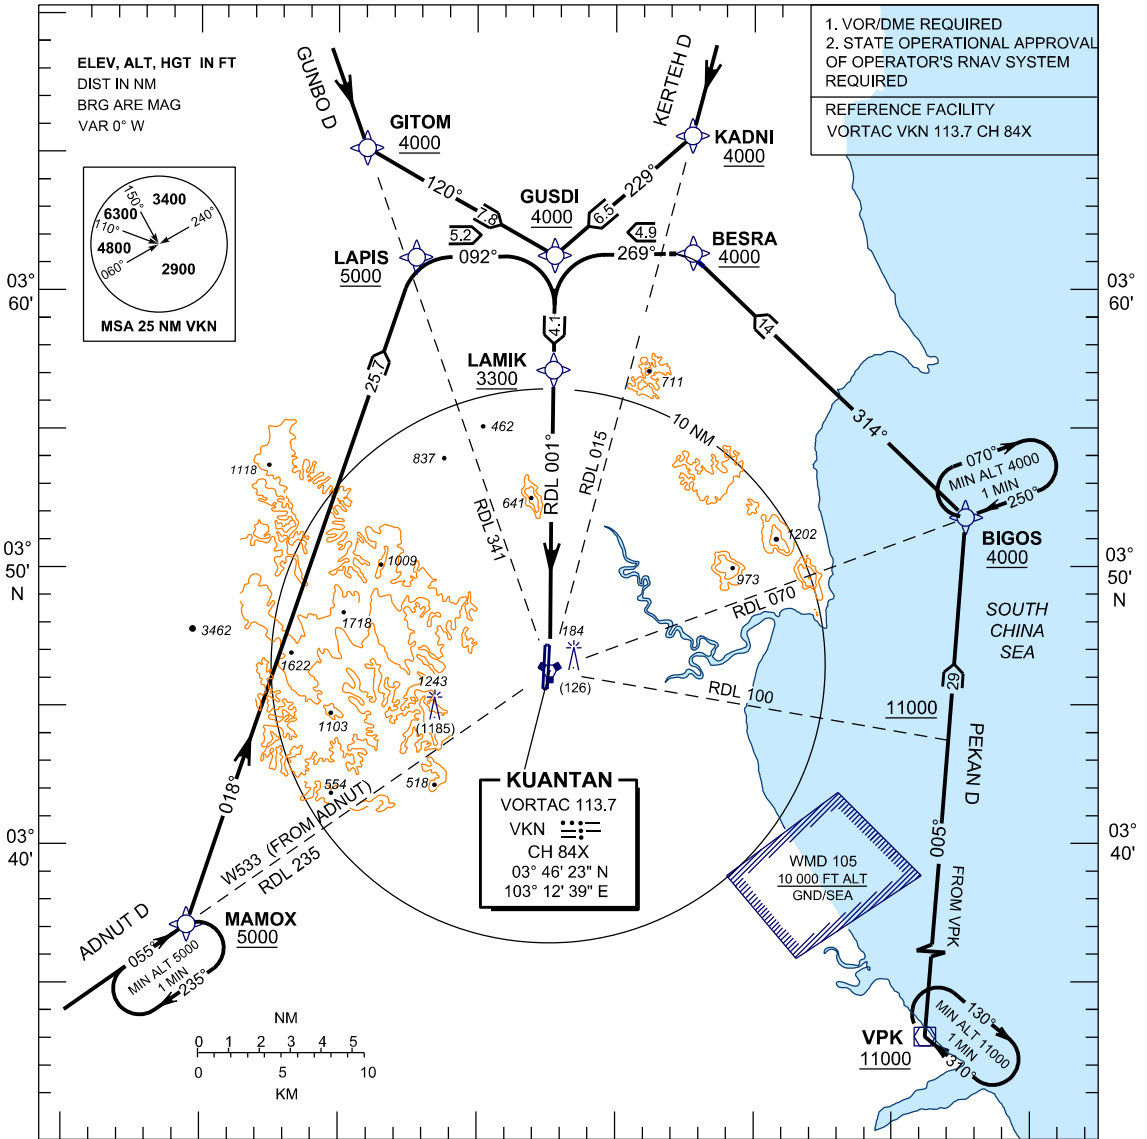 ELEV, ALT, HGT IN FT
DIST IN NM
BRG ARE MAG
VAR 0° W
1. VOR/DME REQUIRED
2. STATE OPERATIONAL APPROVAL
OF OPERATOR'S RNAV SYSTEM
REQUIRED
REFERENCE FACILITY
VORTAC VKN 113.7 CH 84X
GUNBO D
KERTEH D
GITOM
4000
KADNI
4000
120°
7.8
229°
6.5
GUSDI
4000
150°
3400
6300
240°
110°
4800
060°
2900
MSA 25 NM VKN
LAPIS
5000
5.2
092°
4.9
269°
BESRA
4000
03°
60'
03°
60'
4.1
14
LAMIK
3300
25.7
711
314°
10 NM
462
837
1118
641
RDL 001°
RDL 015
RDL 341
070°
MIN ALT 4000
1 MIN
250°
BIGOS
4000
1202
973
1009
03°
50'
N
03°
50'
N
RDL 070
SOUTH
CHINA
SEA
1718
3462
1622
184
(126)
1243
(1185)
1103
RDL 100
29
11000
PEKAN D
554
518
018°
W533 (FROM ADNUT)
RDL 235
KUANTAN
VORTAC 113.7
VKN
CH 84X
03° 46' 23" N
103° 12' 39" E
03°
40'
03°
40'
WMD 105
10 000 FT ALT
GND/SEA
005°
FROM VPK
ADNUT D
MAMOX
5000
055°
MIN ALT 5000
1 MIN
235°
VPK
11000
130°
MIN ALT 11000
1 MIN
310°
NM
0 1 2 3 4 5
0 5 10
KM